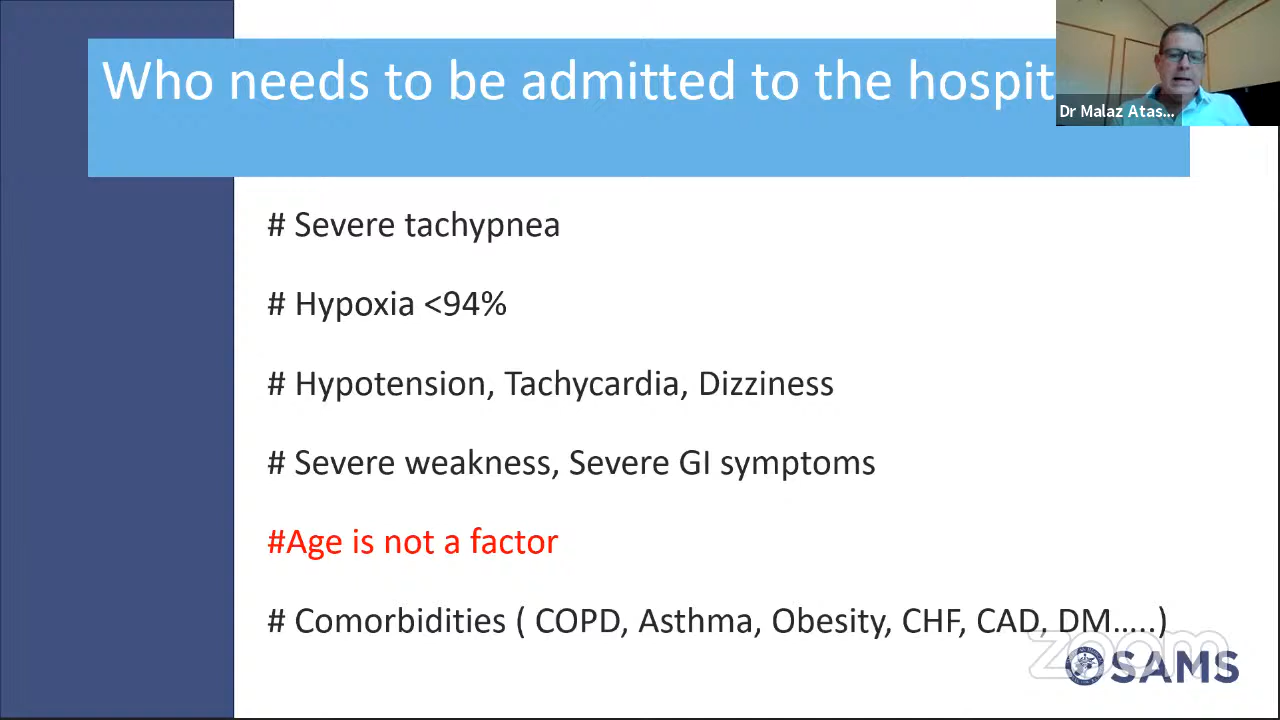 Who needs to be admitted to the hospit
Dr Malaz Atas...
# Severe tachypnea
# Hypoxia <94%
# Hypotension, Tachycardia, Dizziness
# Severe weakness, Severe GI symptoms
#Age is not a factor
# Comorbidities ( COPD, Asthma, Obesity, CHF, CAD, DM…..)
zoom
SAMS